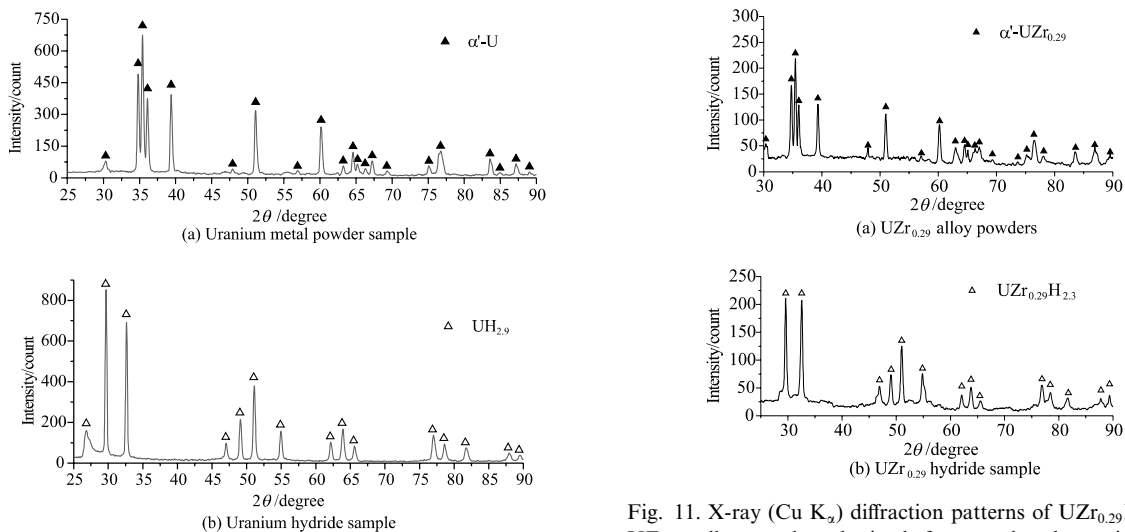 750
600
450
300
150
0
Intensity/count
▲ α'-U
25 30 35 40 45 50 55 60 65 70 75 80 85 90
2θ /degree
(a) Uranium metal powder sample
800
600
400
200
0
Intensity/count
△ UH2.9
25 30 35 40 45 50 55 60 65 70 75 80 85 90
2θ /degree
(b) Uranium hydride sample
300
250
200
150
100
50
0
Intensity/count
▲ α'-UZr0.29
30 40 50 60 70 80 90
2θ /degree
(a) UZr0.29 alloy powders
250
200
150
100
50
0
Intensity/count
△ UZr0.29H2.3
30 40 50 60 70 80 90
2θ /degree
(b) UZr0.29 hydride sample
Fig. 11. X-ray (Cu Kα) diffraction patterns of UZr0.29